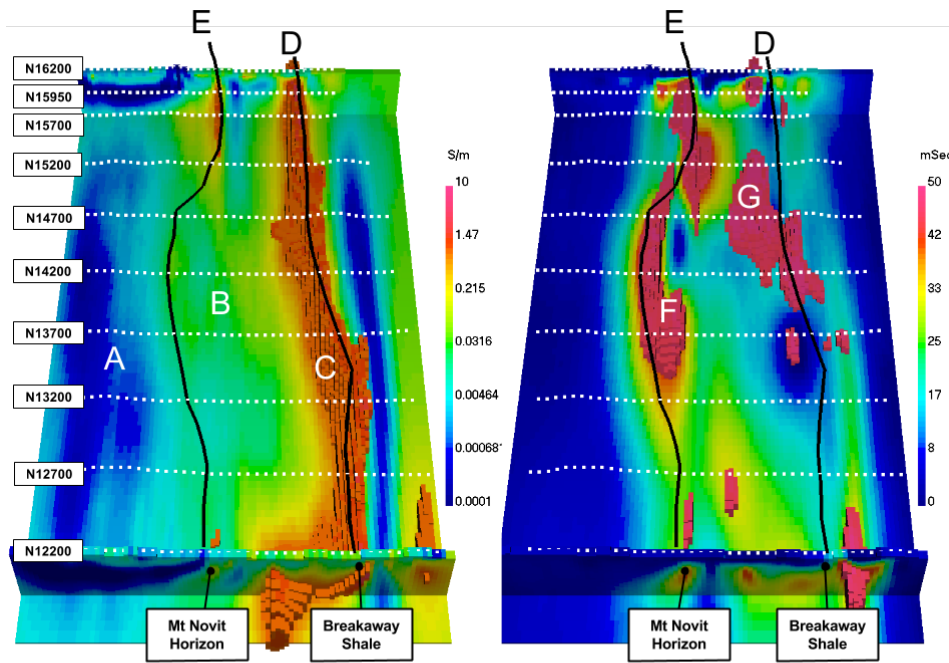 E
D
E
D
N16200
N15950
N15700
N15200
N14700
N14200
N13700
N13200
N12700
N12200
A
B
C
S/m
10
1.47
0.215
0.0316
0.00464
0.00068
0.0001
F
G
mSec
50
42
33
25
17
8
0
Mt Novit
Horizon
Breakaway
Shale
Mt Novit
Horizon
Breakaway
Shale